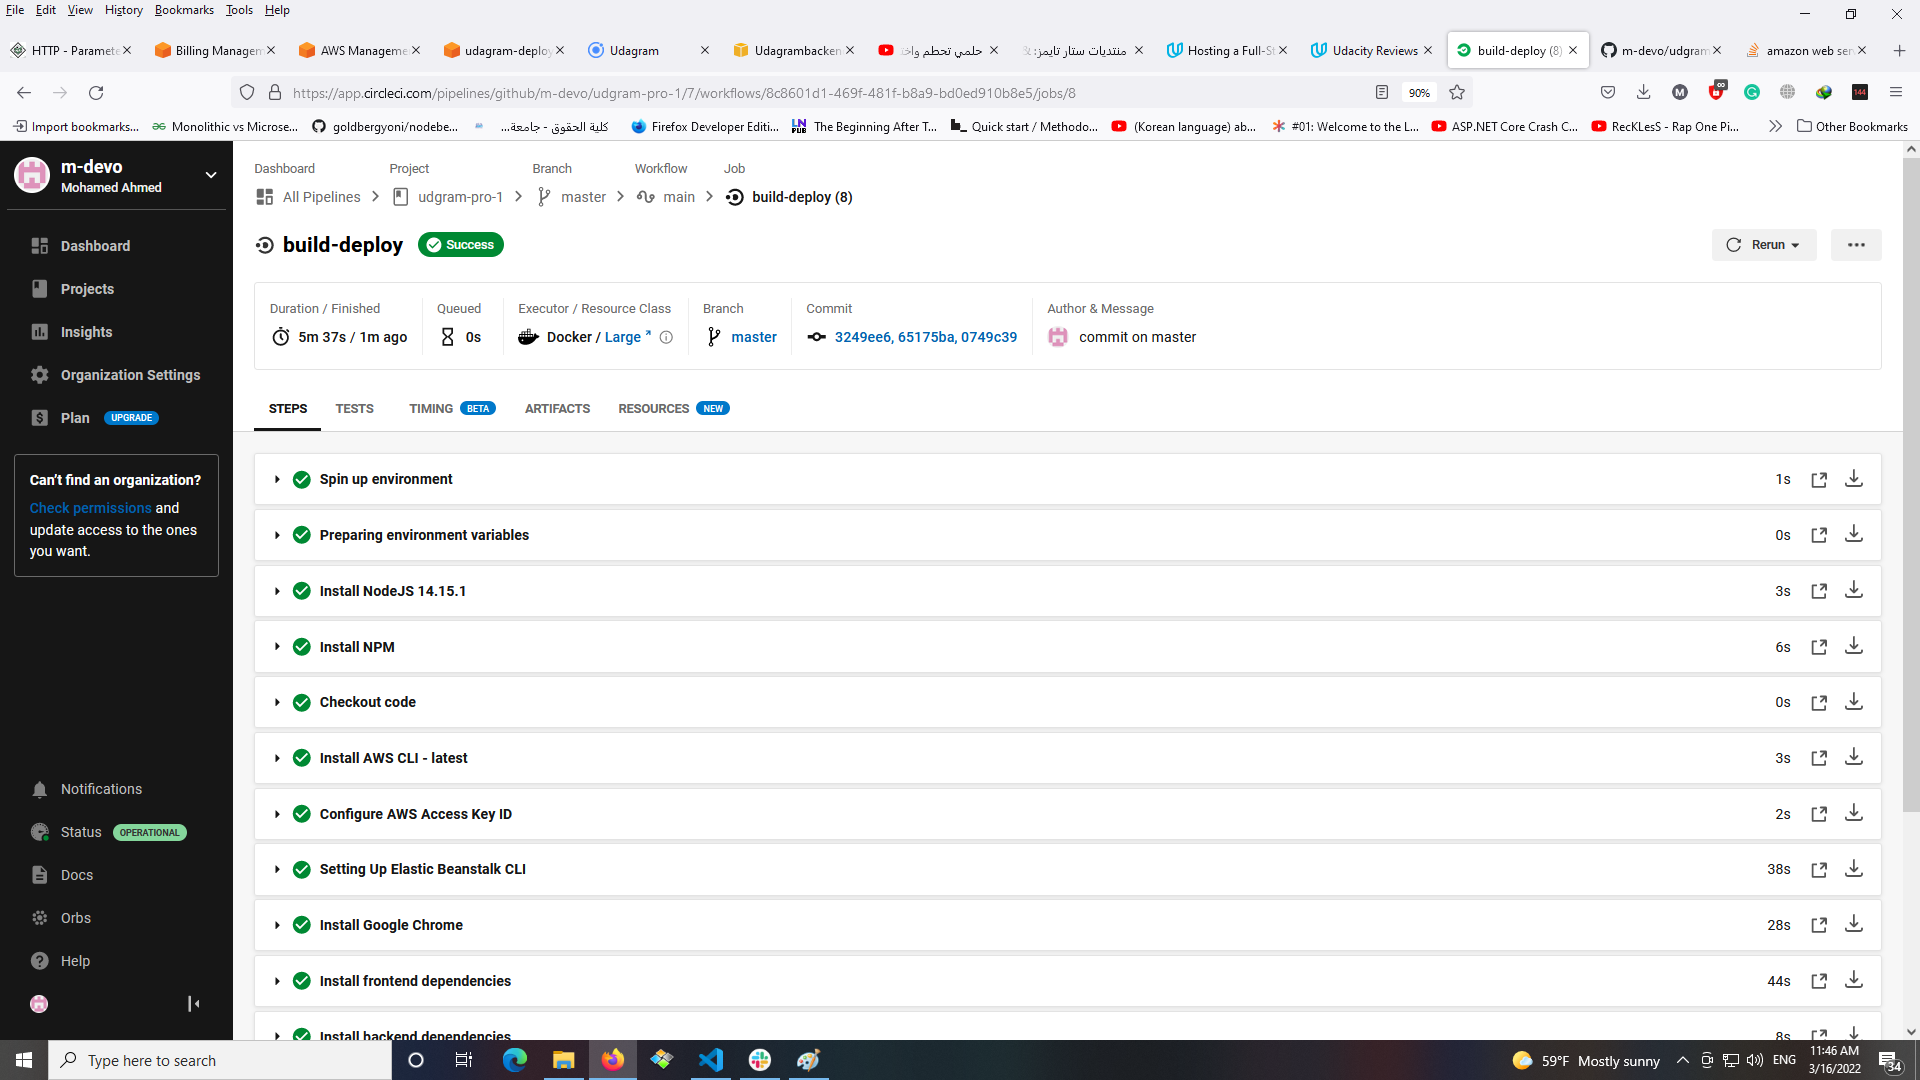 File Edit View History Bookmarks Tools Help
HTTP - Paramete
Billing Managem
AWS Manageme
udagram-deploy
Udagram
Udagrambacken
حلمي تحطم واخت
منتديات ستار تايمز: &
Hosting a Full-St
Udacity Reviews
build-deploy (8)
m-devo/udgram
amazon web serv
https://app.circleci.com/pipelines/github/m-devo/udgram-pro-1/7/workflows/8c8601d1-469f-481f-b8a9-bd0ed910b8e5/jobs/8
90%
144
Import bookmarks...
Monolithic vs Microse...
goldbergyoni/nodebe...
كلية الحقوق - جامعة...
Firefox Developer Editi...
The Beginning After T...
Quick start / Methodo...
(Korean language) ab...
#01: Welcome to the L...
ASP.NET Core Crash C...
RecKLesS - Rap One Pi...
Other Bookmarks
m-devo
Mohamed Ahmed
Dashboard
Projects
Insights
Organization Settings
Plan UPGRADE
Can't find an organization?
Check permissions and
update access to the ones
you want.
Notifications
Status OPERATIONAL
Docs
Orbs
Help
Dashboard Project Branch Workflow Job
All Pipelines udgram-pro-1 master main build-deploy (8)
build-deploy Success
Rerun
Duration / Finished
5m 37s / 1m ago
Queued
0s
Executor / Resource Class
Docker / Large
Branch
master
Commit
3249ee6, 65175ba, 0749c39
Author & Message
commit on master
STEPS TESTS TIMING BETA ARTIFACTS RESOURCES NEW
Spin up environment 1s
Preparing environment variables 0s
Install NodeJS 14.15.1 3s
Install NPM 6s
Checkout code 0s
Install AWS CLI - latest 3s
Configure AWS Access Key ID 2s
Setting Up Elastic Beanstalk CLI 38s
Install Google Chrome 28s
Install frontend dependencies 44s
Install backend dependencies 8s
Type here to search
59°F Mostly sunny
ENG
11:46 AM
3/16/2022
34